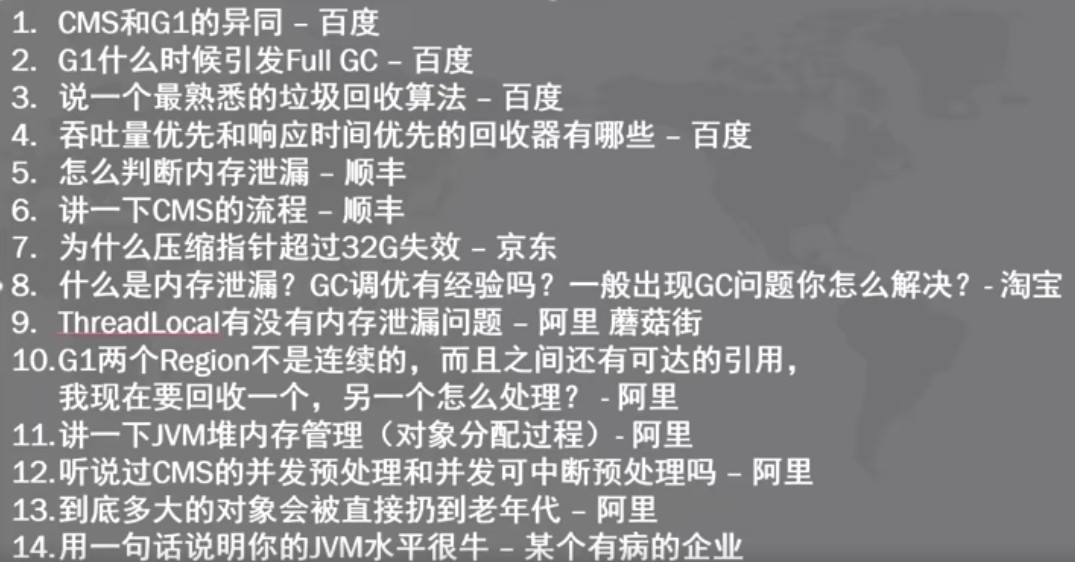 1. CMS和G1的异同 – 百度
2. G1什么时候引发Full GC – 百度
3. 说一个最熟悉的垃圾回收算法 – 百度
4. 吞吐量优先和响应时间优先的回收器有哪些 – 百度
5. 怎么判断内存泄漏 – 顺丰
6. 讲一下CMS的流程 – 顺丰
7. 为什么压缩指针超过32G失效 – 京东
8. 什么是内存泄漏？GC调优有经验吗？一般出现GC问题你怎么解决？- 淘宝
9. ThreadLocal有没有内存泄漏问题 – 阿里 蘑菇街
10.G1两个Region不是连续的，而且之间还有可达的引用，
我现在要回收一个，另一个怎么处理？ - 阿里
11.讲一下JVM堆内存管理（对象分配过程）- 阿里
12.听说过CMS的并发预处理和并发可中断预处理吗 – 阿里
13.到底多大的对象会被直接扔到老年代 – 阿里
14.用一句话说明你的JVM水平很牛 – 某个有病的企业